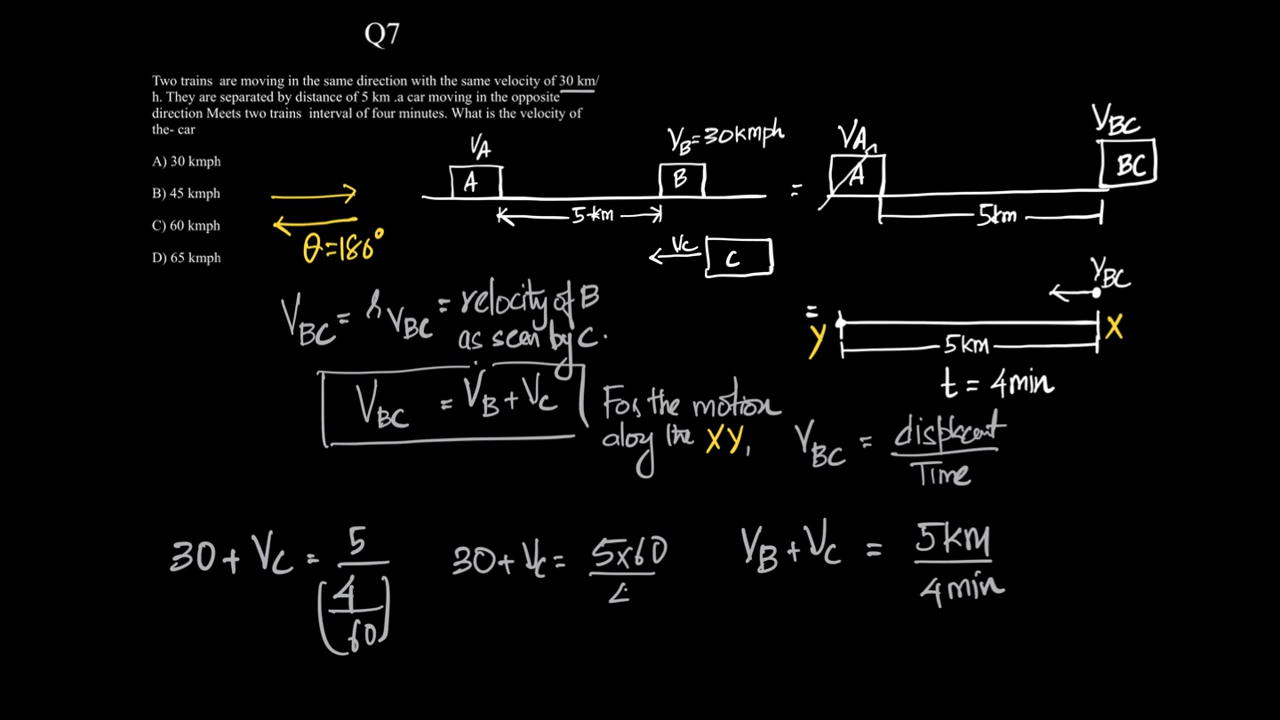 Q7
Two trains are moving in the same direction with the same velocity of 30 km/
h. They are separated by distance of 5 km .a car moving in the opposite
direction Meets two trains interval of four minutes. What is the velocity of
the- car
A) 30 kmph
B) 45 kmph
C) 60 kmph
D) 65 kmph
θ=180°
VA
VB=30kmph
A
B
5km
Vc
C
=
VA
VBC
A
BC
5km
VBC
=
Y
X
5km
t = 4min
VBC = VBC = velocity of B
as seen by C.
VBC = VB+VC
For the motion
along the XY,
VBC = displacent
Time
30+VC = 5
(4
60)
30+VC = 5x60
4
VB+VC = 5km
4min